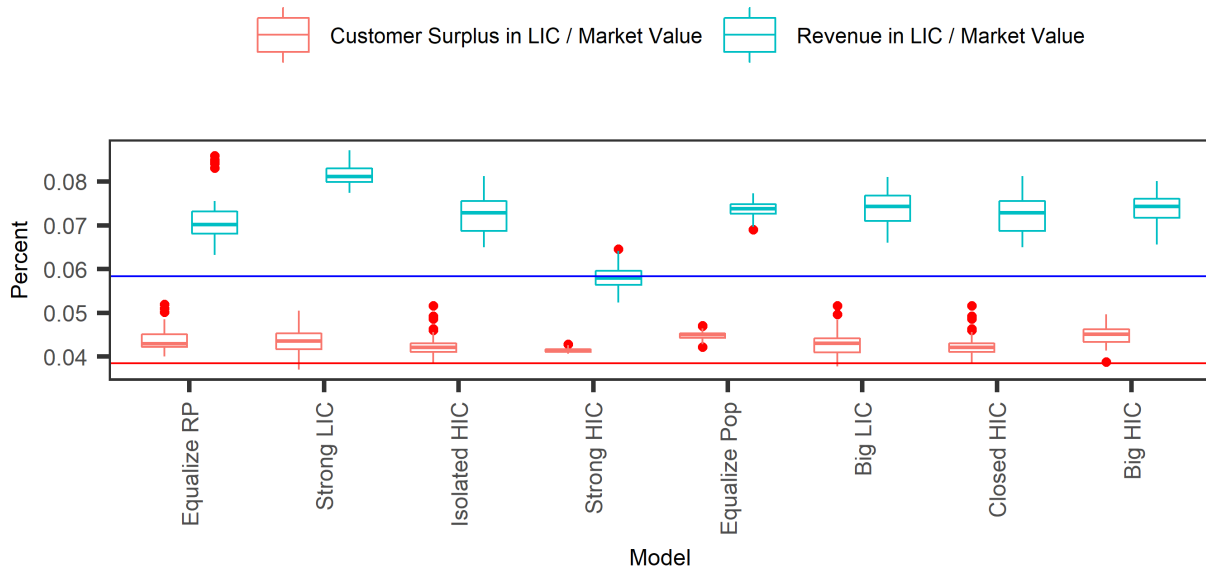 Customer Surplus in LIC / Market Value
Revenue in LIC / Market Value
Percent
0.08
0.07
0.06
0.05
0.04
Equalize RP
Strong LIC
Isolated HIC
Strong HIC
Equalize Pop
Big LIC
Closed HIC
Big HIC
Model